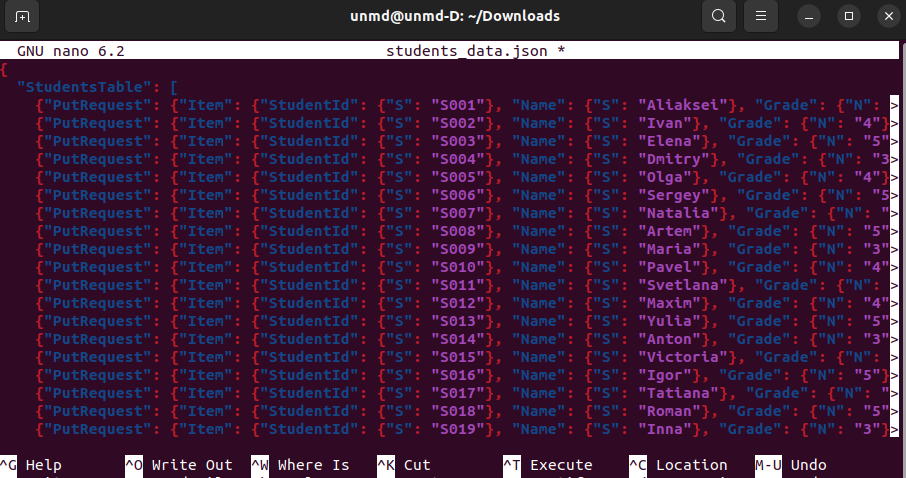 unmd@unmd-D: ~/Downloads
GNU nano 6.2 students_data.json *
{
"StudentsTable": [
{"PutRequest": {"Item": {"StudentId": {"S": "S001"}, "Name": {"S": "Aliaksei"}, "Grade": {"N": >
{"PutRequest": {"Item": {"StudentId": {"S": "S002"}, "Name": {"S": "Ivan"}, "Grade": {"N": "4"}>
{"PutRequest": {"Item": {"StudentId": {"S": "S003"}, "Name": {"S": "Elena"}, "Grade": {"N": "5">
{"PutRequest": {"Item": {"StudentId": {"S": "S004"}, "Name": {"S": "Dmitry"}, "Grade": {"N": "3>
{"PutRequest": {"Item": {"StudentId": {"S": "S005"}, "Name": {"S": "Olga"}, "Grade": {"N": "4"}>
{"PutRequest": {"Item": {"StudentId": {"S": "S006"}, "Name": {"S": "Sergey"}, "Grade": {"N": "5>
{"PutRequest": {"Item": {"StudentId": {"S": "S007"}, "Name": {"S": "Natalia"}, "Grade": {"N": ">
{"PutRequest": {"Item": {"StudentId": {"S": "S008"}, "Name": {"S": "Artem"}, "Grade": {"N": "5">
{"PutRequest": {"Item": {"StudentId": {"S": "S009"}, "Name": {"S": "Maria"}, "Grade": {"N": "3">
{"PutRequest": {"Item": {"StudentId": {"S": "S010"}, "Name": {"S": "Pavel"}, "Grade": {"N": "4">
{"PutRequest": {"Item": {"StudentId": {"S": "S011"}, "Name": {"S": "Svetlana"}, "Grade": {"N": >
{"PutRequest": {"Item": {"StudentId": {"S": "S012"}, "Name": {"S": "Maxim"}, "Grade": {"N": "4">
{"PutRequest": {"Item": {"StudentId": {"S": "S013"}, "Name": {"S": "Yulia"}, "Grade": {"N": "5">
{"PutRequest": {"Item": {"StudentId": {"S": "S014"}, "Name": {"S": "Anton"}, "Grade": {"N": "3">
{"PutRequest": {"Item": {"StudentId": {"S": "S015"}, "Name": {"S": "Victoria"}, "Grade": {"N": >
{"PutRequest": {"Item": {"StudentId": {"S": "S016"}, "Name": {"S": "Igor"}, "Grade": {"N": "5"}>
{"PutRequest": {"Item": {"StudentId": {"S": "S017"}, "Name": {"S": "Tatiana"}, "Grade": {"N": ">
{"PutRequest": {"Item": {"StudentId": {"S": "S018"}, "Name": {"S": "Roman"}, "Grade": {"N": "5">
{"PutRequest": {"Item": {"StudentId": {"S": "S019"}, "Name": {"S": "Inna"}, "Grade": {"N": "3"}>
^G Help ^O Write Out ^W Where Is ^K Cut ^T Execute ^C Location M-U Undo